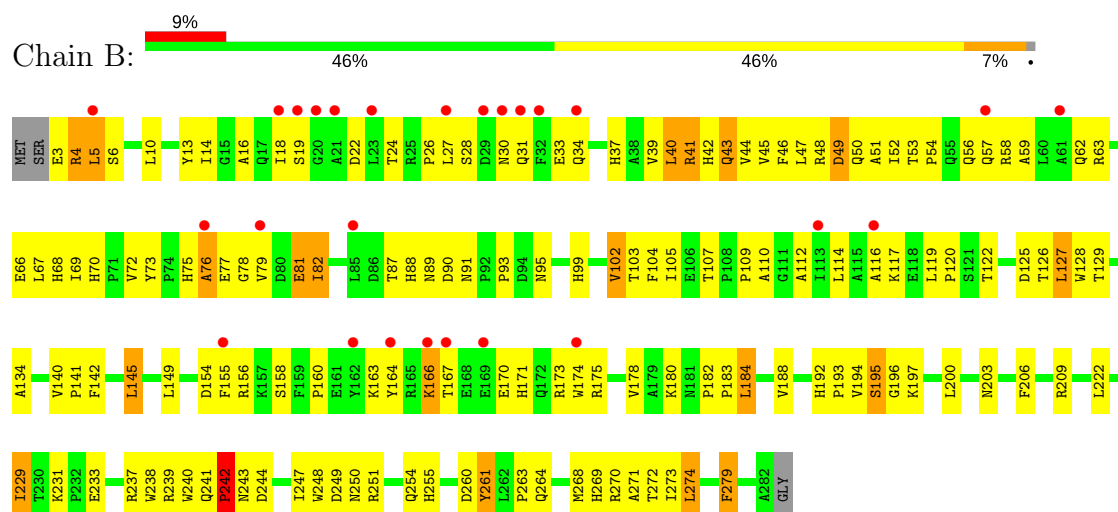 9%
Chain B:
46% 46% 7% •
MET SER E3 R4 L5 S6 L10 Y13 I14 G15 A16 Q17 I18 S19 G20 A21 D22 L23 T24 R25 P26 L27 S28 D29 N30 Q31 F32 E33 Q34 H37 A38 V39 L40 R41 H42 Q43 V44 V45 F46 L47 R48 D49 Q50 A51 I52 T53 P54 Q55 Q56 Q57 R58 A59 L60 A61 Q62 R63
E66 L67 H68 I69 H70 P71 V72 Y73 P74 H75 A76 E77 G78 V79 D80 E81 I82 L85 D86 T87 H88 N89 D90 N91 P92 P93 D94 N95 H99 V102 T103 F104 I105 E106 T107 P108 P109 A110 G111 A112 I113 L114 A115 A116 K117 E118 L119 P120 S121 T122 D125 T126 L127 W128 T129
A134 V140 P141 F142 L145 L149 D154 F155 R156 K157 S158 F159 P160 E161 Y162 K163 Y164 R165 K166 T167 E168 E169 E170 H171 Q172 R173 W174 R175 V178 A179 K180 N181 P182 P183 L184 V188 H192 P193 V194 S195 G196 K197 L200 N203 F206 R209 L222
I229 T230 K231 P232 E233 R237 W238 R239 W240 Q241 P242 N243 D244 I247 W248 D249 N250 R251 Q254 H255 D260 Y261 L262 P263 Q264 M268 H269 R270 A271 T272 I273 L274 F279 A282 GLY